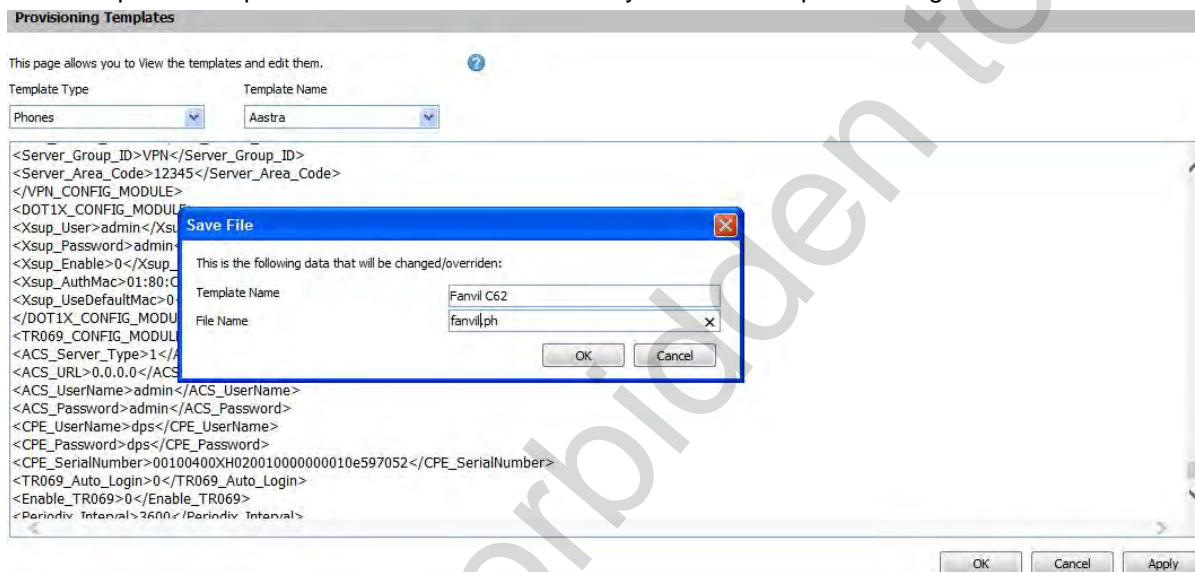 Provisioning Templates
This page allows you to View the templates and edit them.
Template Type Template Name
Phones Aastra
<Server_Group_ID>VPN</Server_Group_ID>
<Server_Area_Code>12345</Server_Area_Code>
</VPN_CONFIG_MODULE>
<DOT1X_CONFIG_MODULE
<Xsup_User>admin</Xsu
<Xsup_Password>admin<
<Xsup_Enable>0</Xsup_
<Xsup_AuthMac>01:80:C
<Xsup_UseDefaultMac>0<
</DOT1X_CONFIG_MODU
<TR069_CONFIG_MODUL
<ACS_Server_Type>1</A
<ACS_URL>0.0.0.0</ACS
<ACS_UserName>admin</ACS_UserName>
<ACS_Password>admin</ACS_Password>
<CPE_UserName>dps</CPE_UserName>
<CPE_Password>dps</CPE_Password>
<CPE_SerialNumber>00100400XH020010000000010e597052</CPE_SerialNumber>
<TR069_Auto_Login>0</TR069_Auto_Login>
<Enable_TR069>0</Enable_TR069>
<Periodix_Interval>3600</Periodix_Interval>
Save File
This is the following data that will be changed/overriden:
Template Name Fanvil C62
File Name fanvil.ph
OK Cancel
OK Cancel Apply
forbidden to